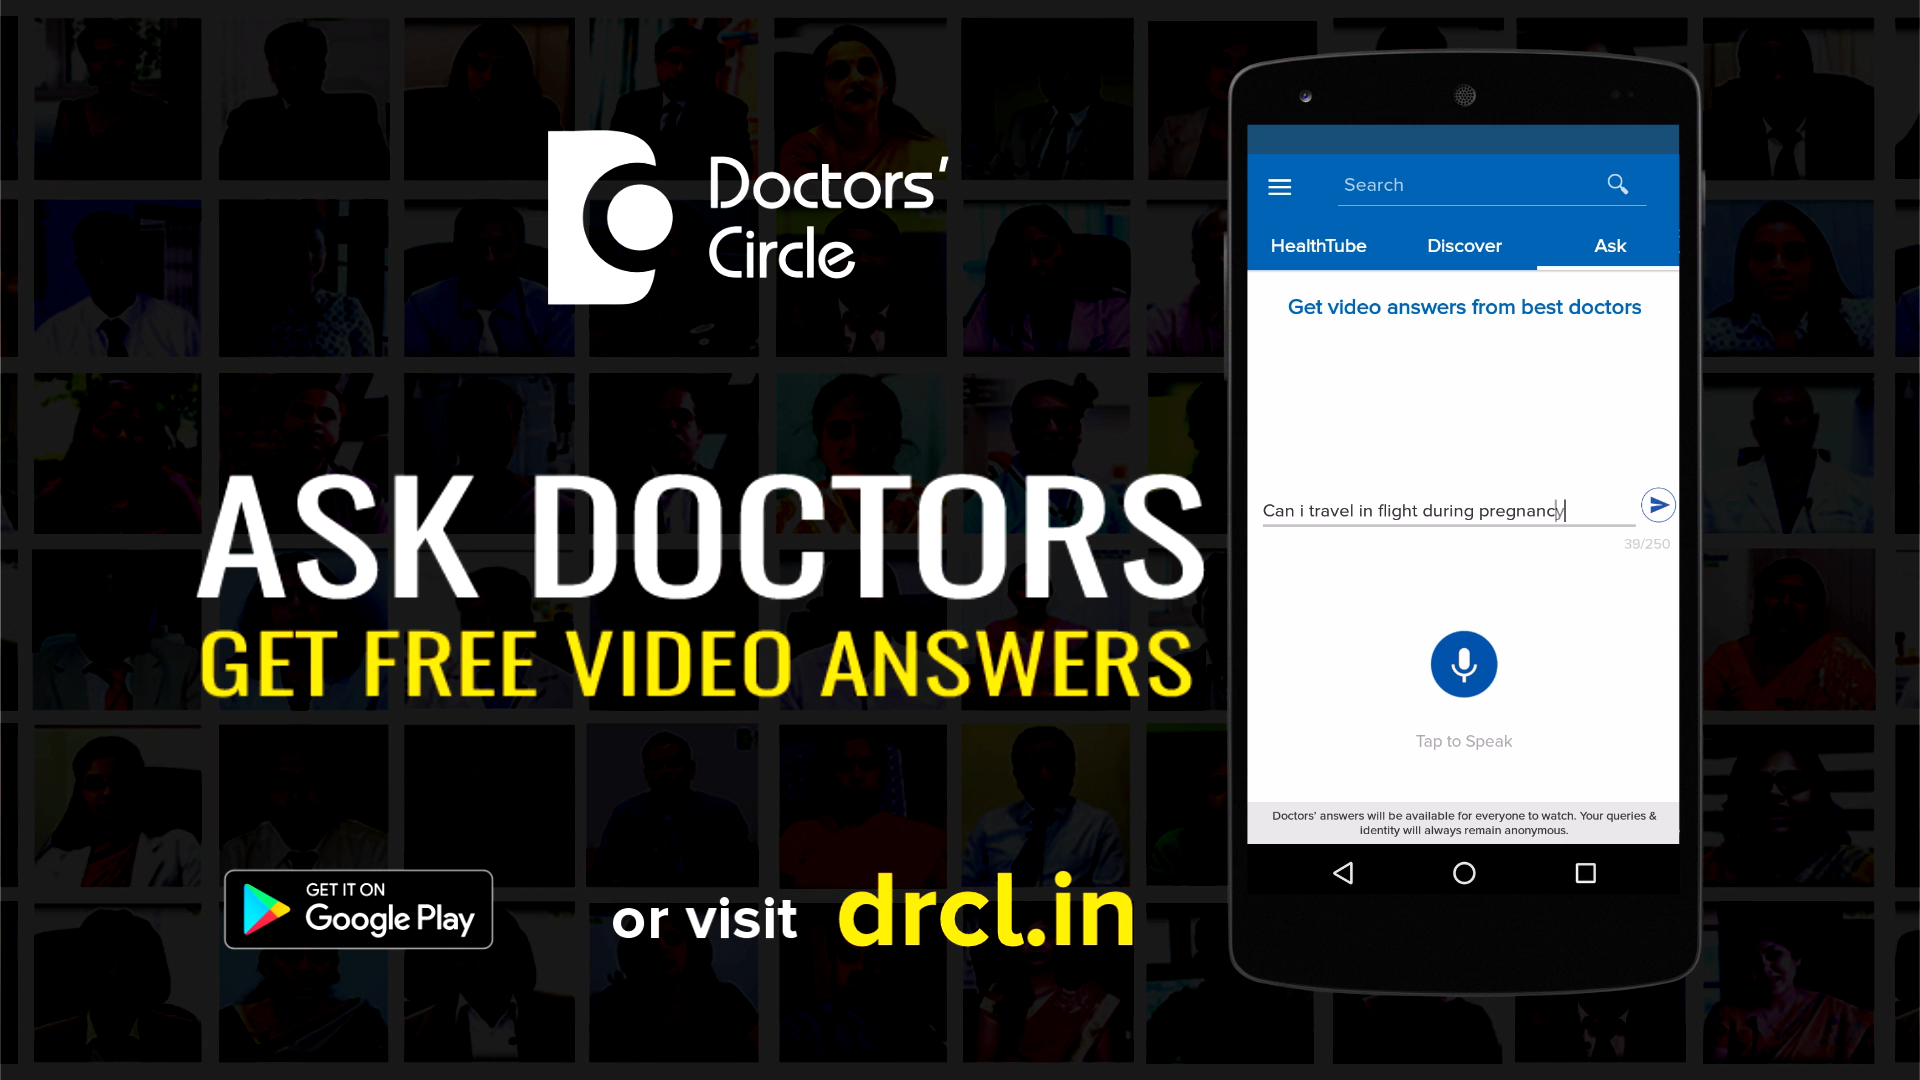 Doctors'
Circle
ASK DOCTORS
GET FREE VIDEO ANSWERS
GET IT ON
Google Play
or visit drcl.in
Search
HealthTube Discover Ask
Get video answers from best doctors
Can i travel in flight during pregnancy
39/250
Tap to Speak
Doctors' answers will be available for everyone to watch. Your queries &
identity will always remain anonymous.